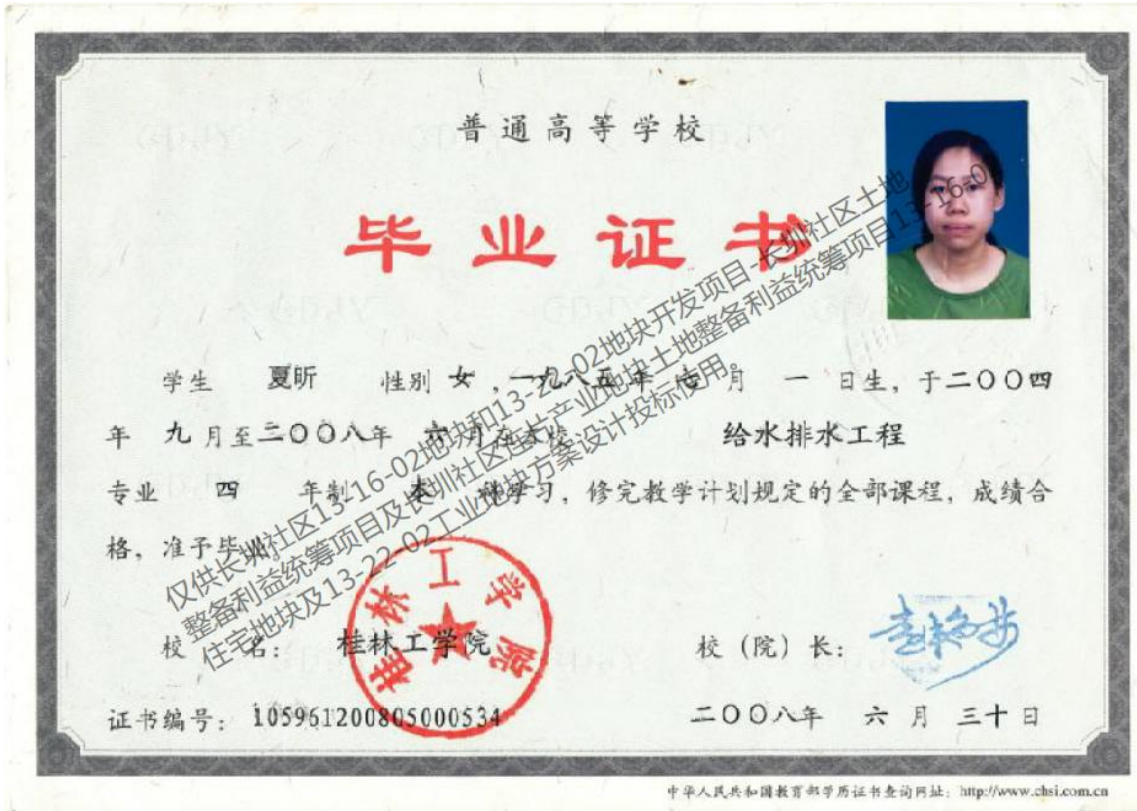 普通高等学校
毕业证书
学生 夏昕 性别 女，一九八五年 七 月 一 日生，于二〇〇四
年 九 月至二〇〇八年 六 月在本校 给水排水工程
专业 四 年制 本 科学习，修完教学计划规定的全部课程，成绩合
格，准予毕业。
仅供长圳社区13-16-02地块和13-22-02地块开发项目-长圳社区土地
整备利益统筹项目及长圳社区连片产业地块土地整备利益统筹项目13-16-0
住宅地块及13-22-02工业地块方案设计投标使用。
桂林工学院
校 名： 桂林工学院 校（院）长：
证书编号： 105961200805000534 二〇〇八年 六 月 三十日
中华人民共和国教育部学历证书查询网址：http://www.chsi.com.cn